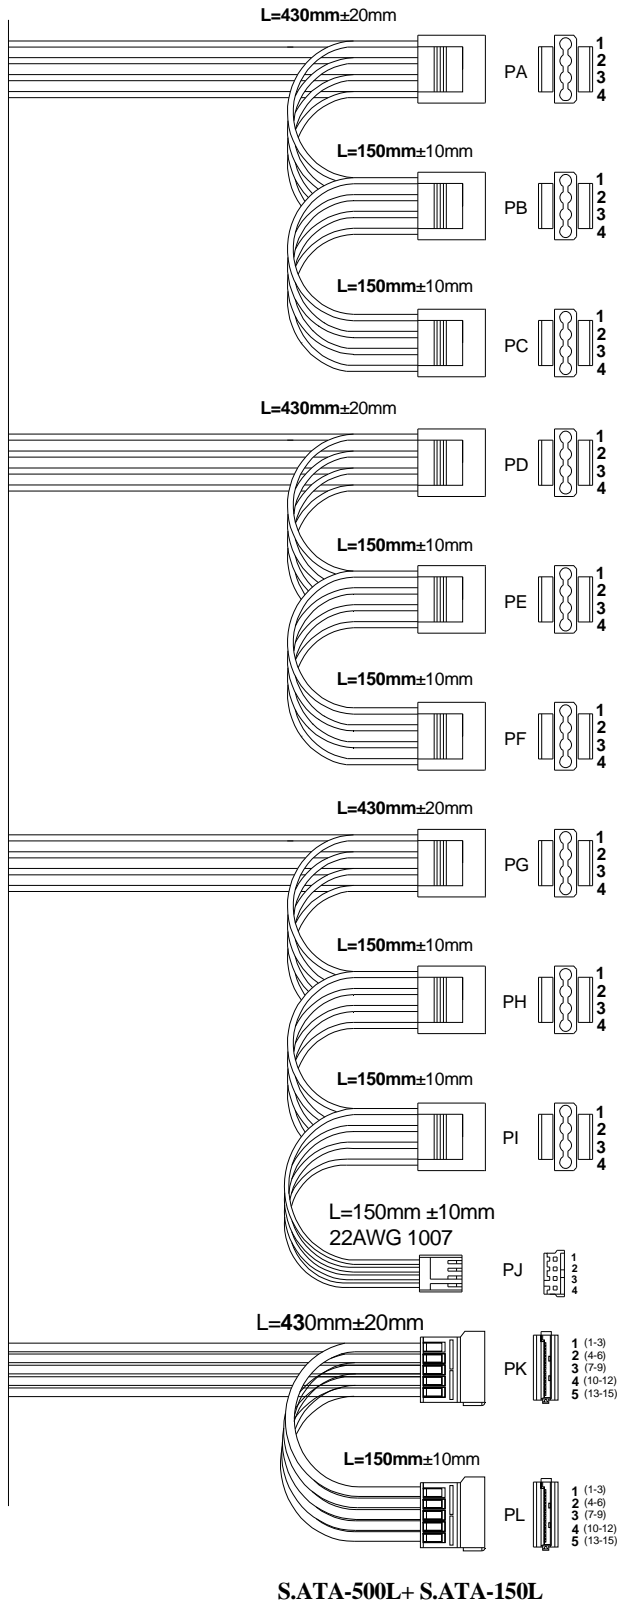 L=430mm±20mm
PA
1
2
3
4
L=150mm±10mm
PB
1
2
3
4
L=150mm±10mm
PC
1
2
3
4
L=430mm±20mm
PD
1
2
3
4
L=150mm±10mm
PE
1
2
3
4
L=150mm±10mm
PF
1
2
3
4
L=430mm±20mm
PG
1
2
3
4
L=150mm±10mm
PH
1
2
3
4
L=150mm±10mm
PI
1
2
3
4
L=150mm ±10mm
22AWG 1007
PJ
1
2
3
4
L=430mm±20mm
PK
1 (1-3)
2 (4-6)
3 (7-9)
4 (10-12)
5 (13-15)
L=150mm±10mm
PL
1 (1-3)
2 (4-6)
3 (7-9)
4 (10-12)
5 (13-15)
S.ATA-500L+ S.ATA-150L